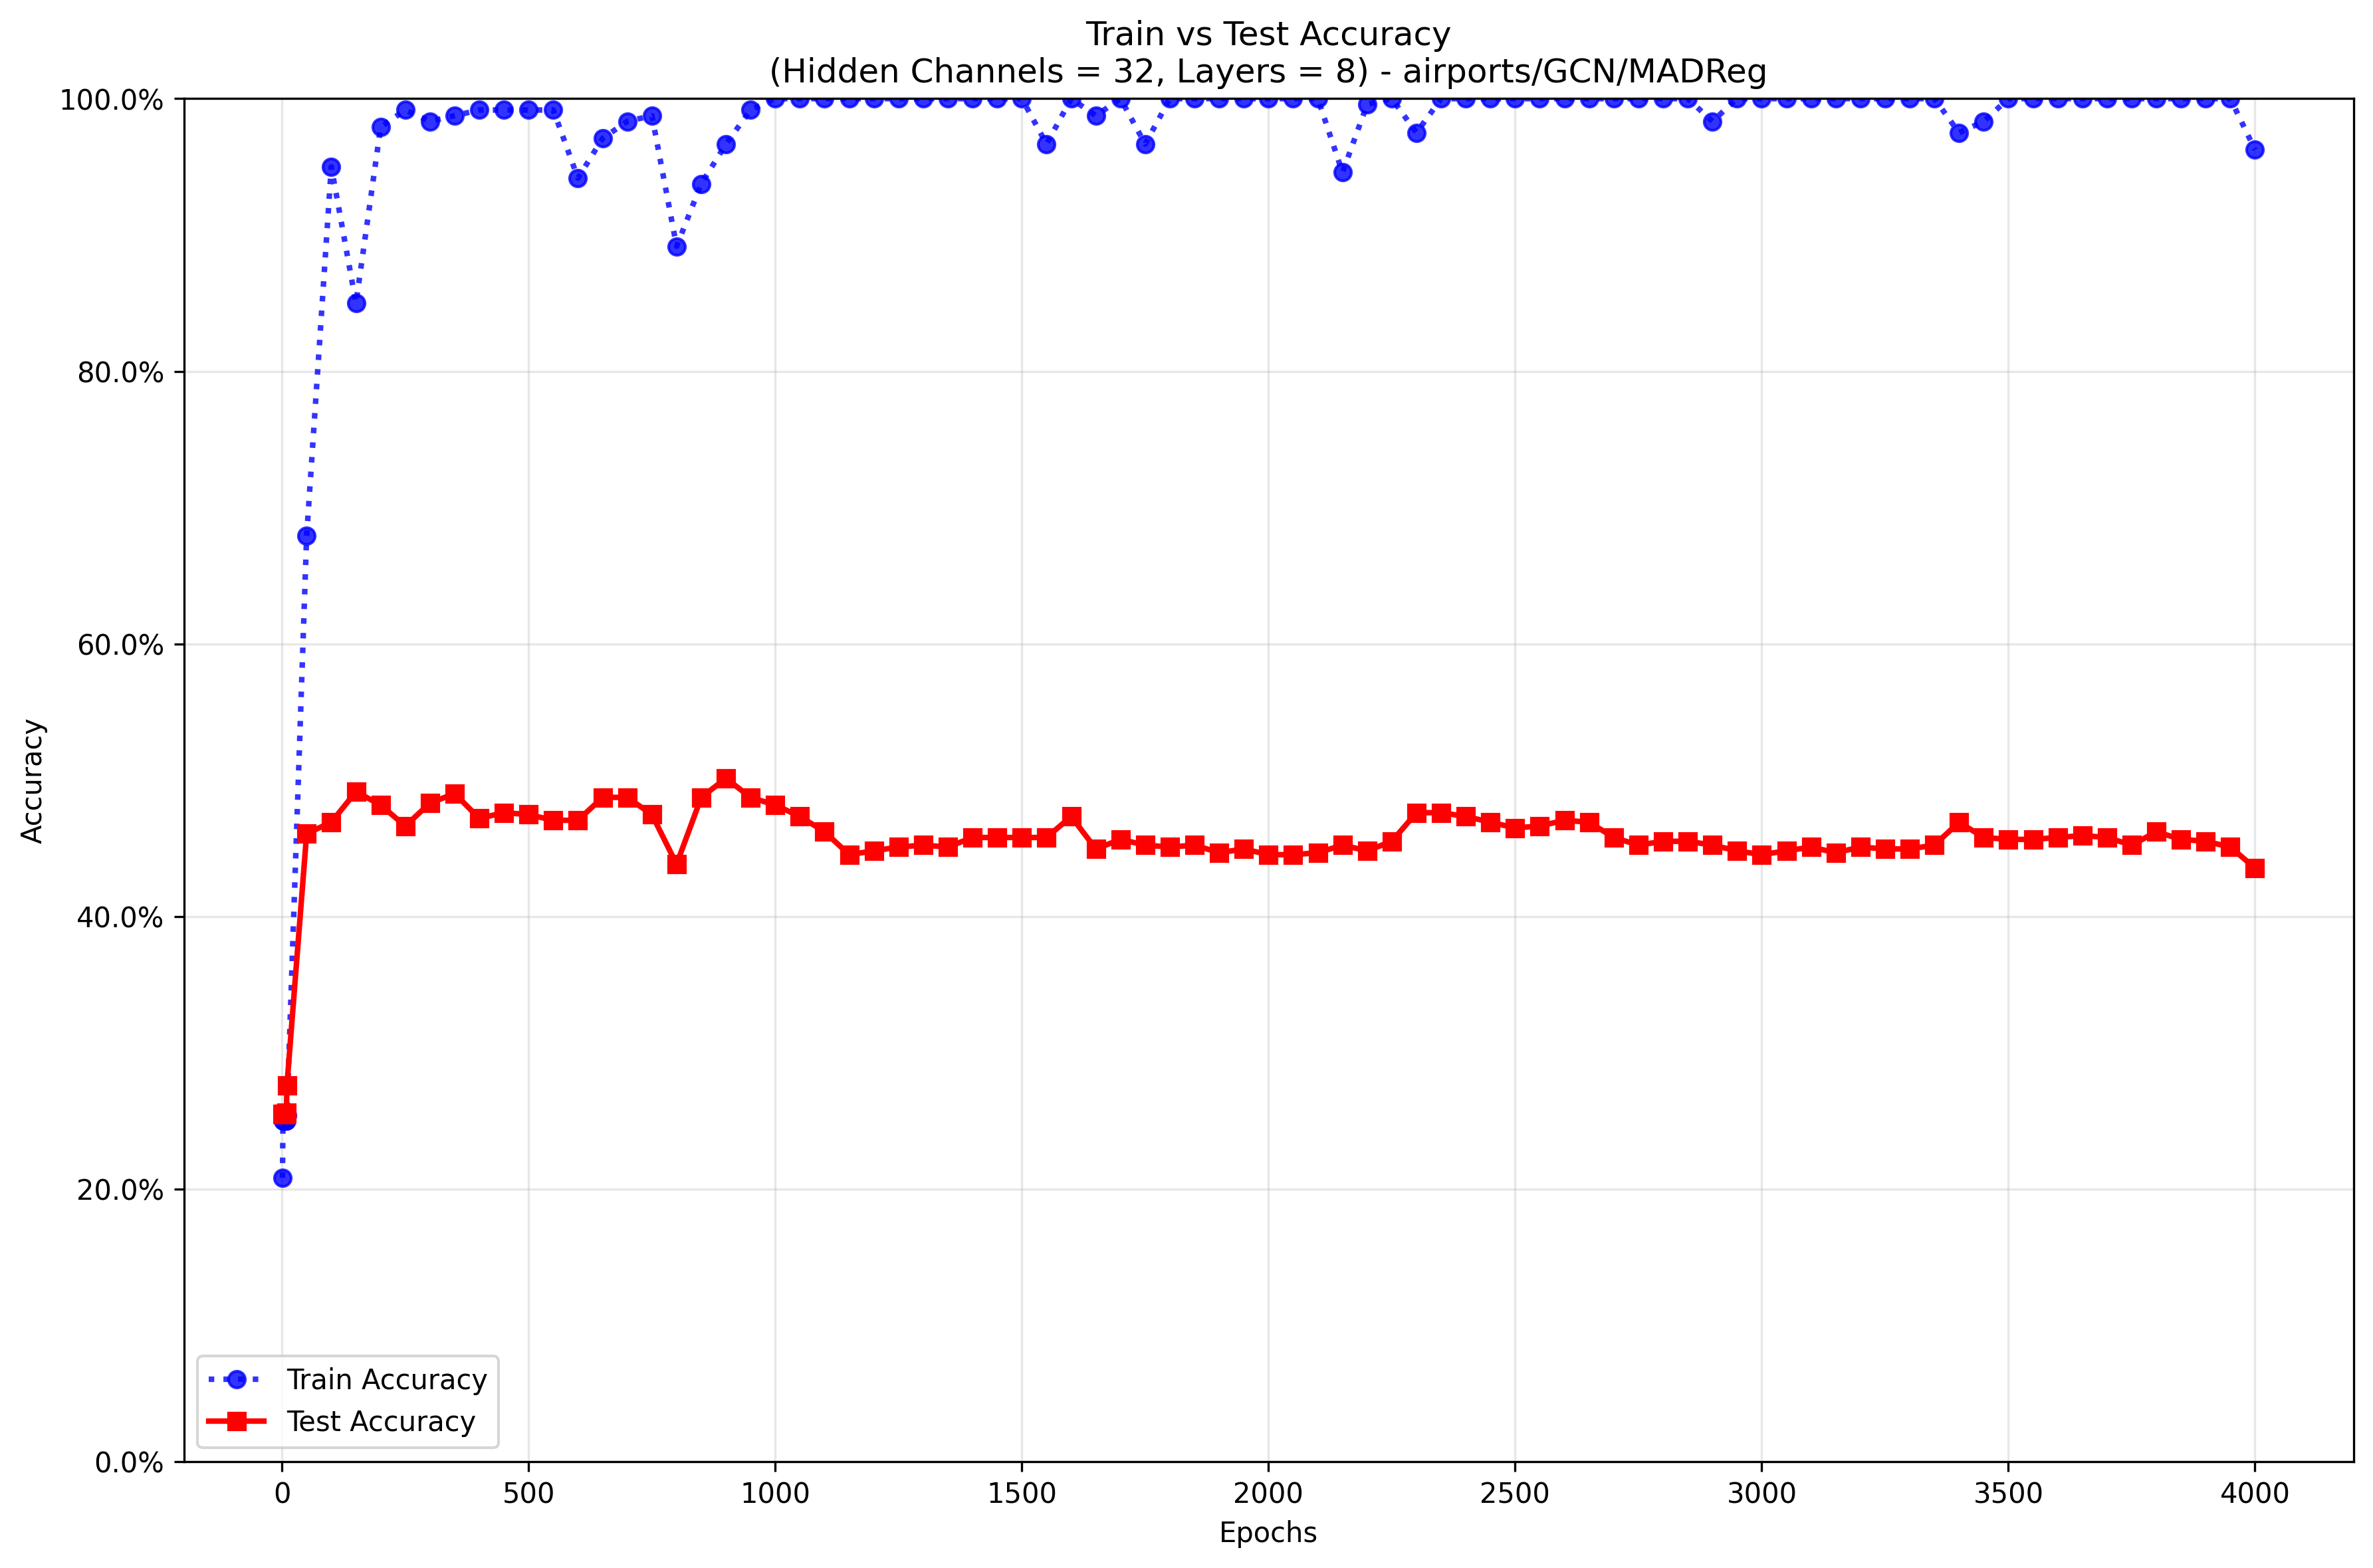 Train vs Test Accuracy
(Hidden Channels = 32, Layers = 8) - airports/GCN/MADReg
100.0%
80.0%
60.0%
40.0%
20.0%
0.0%
Accuracy
Train Accuracy
Test Accuracy
0 500 1000 1500 2000 2500 3000 3500 4000
Epochs